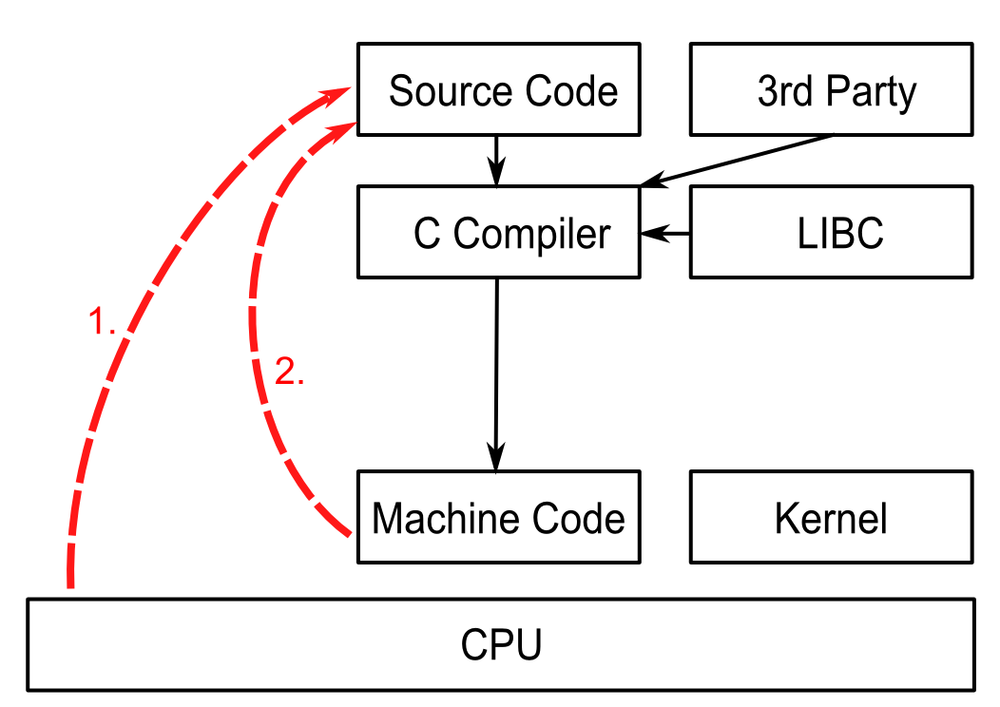 Source Code
3rd Party
C Compiler
LIBC
1.
2.
Machine Code
Kernel
CPU